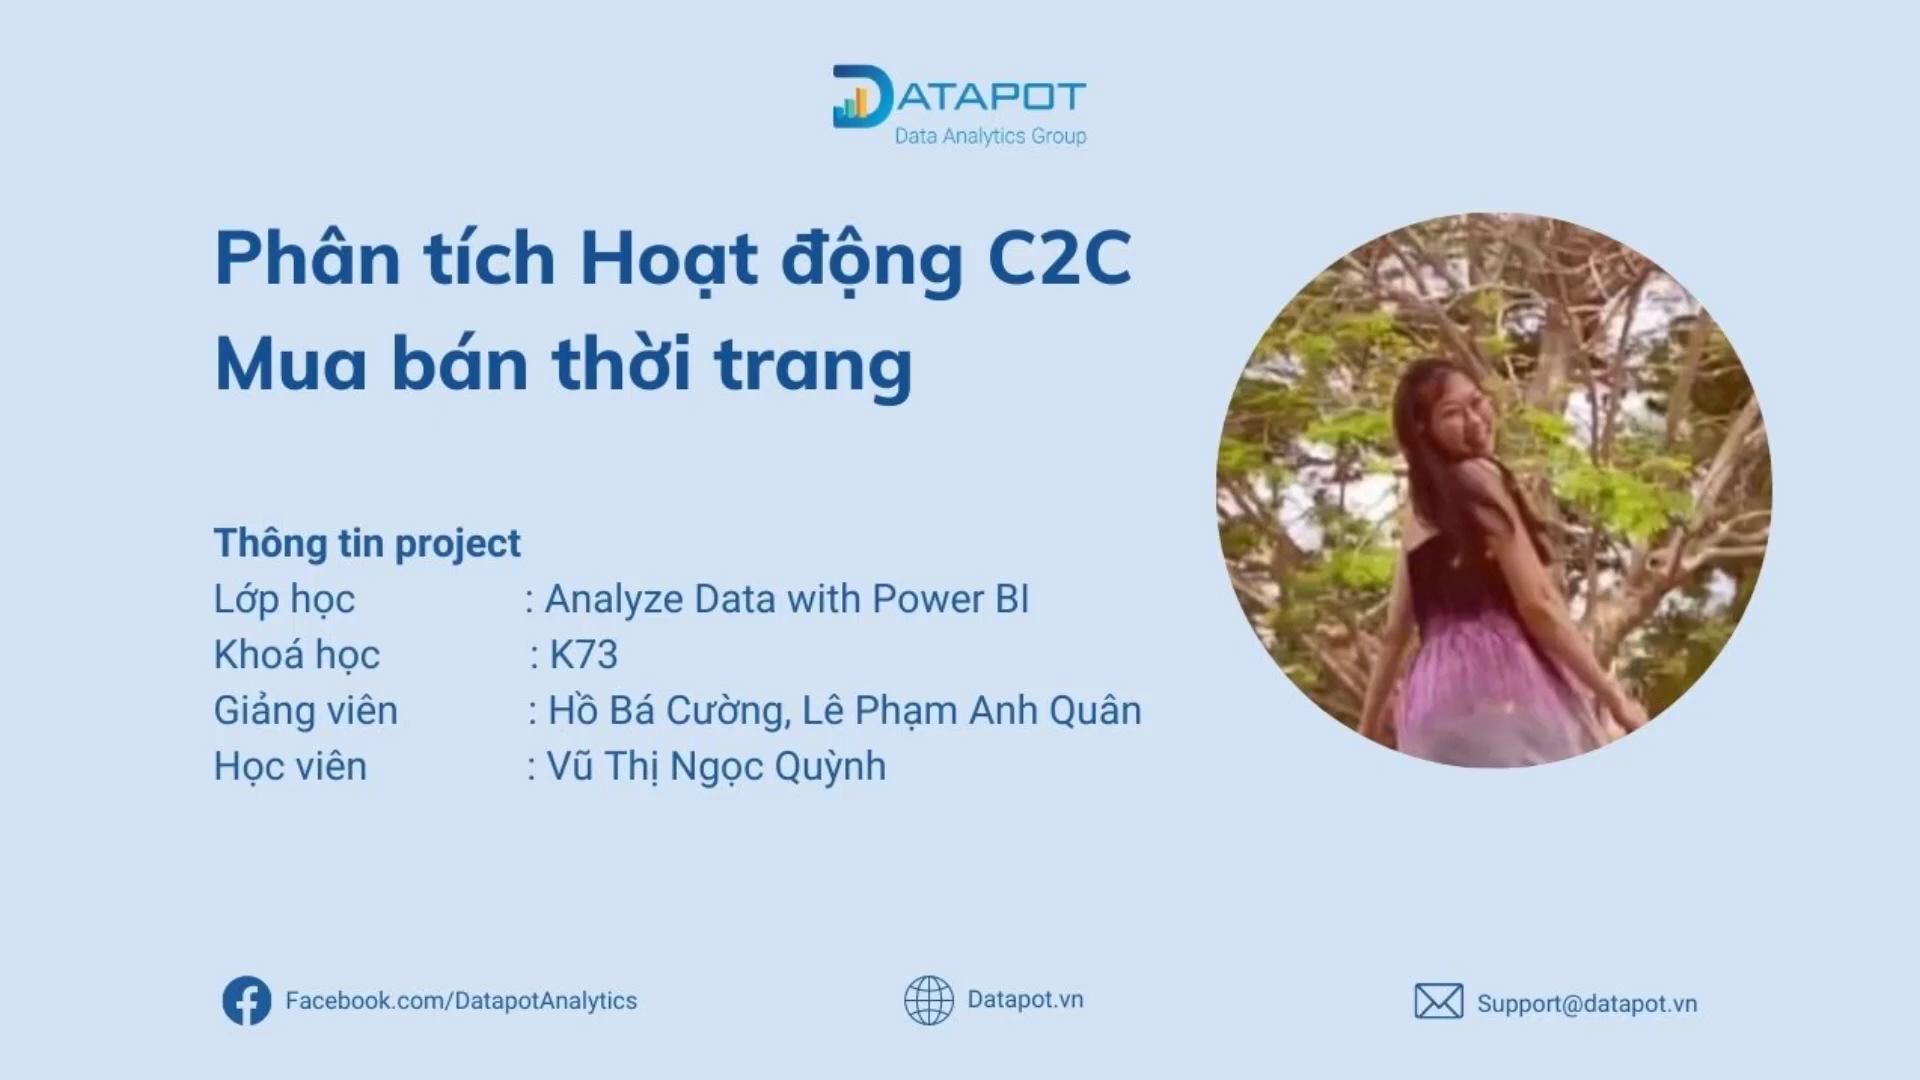 DATAPOT
Data Analytics Group
Phân tích Hoạt động C2C
Mua bán thời trang
Thông tin project
Lớp học : Analyze Data with Power BI
Khoá học : K73
Giảng viên : Hồ Bá Cường, Lê Phạm Anh Quân
Học viên : Vũ Thị Ngọc Quỳnh
Facebook.com/DatapotAnalytics
Datapot.vn
Support@datapot.vn